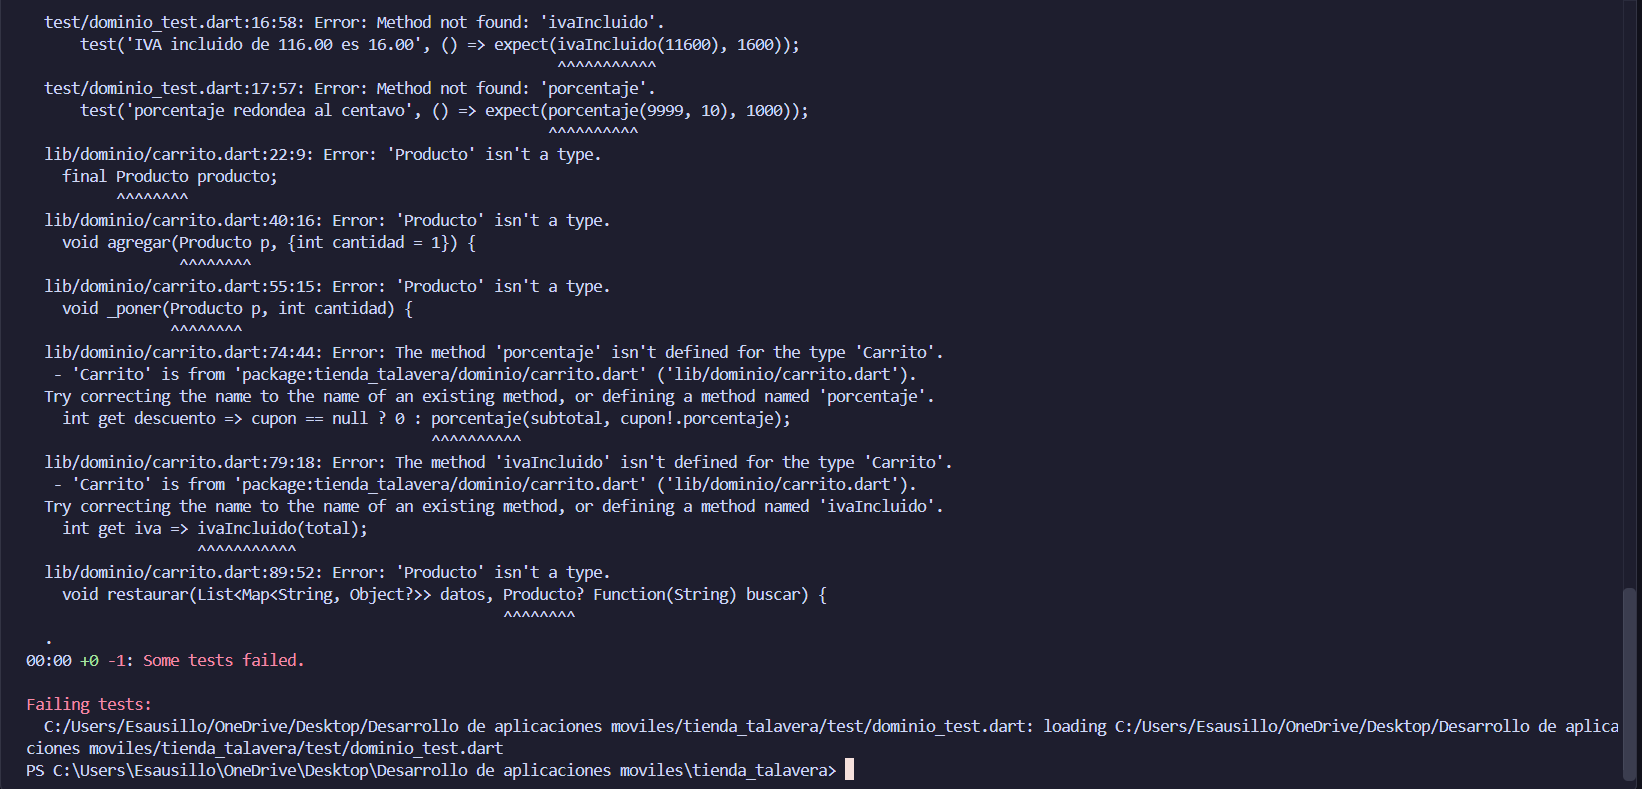 test/dominio_test.dart:16:58: Error: Method not found: 'ivaIncluido'.
test('IVA incluido de 116.00 es 16.00', () => expect(ivaIncluido(11600), 1600));
^^^^^^^^^^^
test/dominio_test.dart:17:57: Error: Method not found: 'porcentaje'.
test('porcentaje redondea al centavo', () => expect(porcentaje(9999, 10), 1000));
^^^^^^^^^^
lib/dominio/carrito.dart:22:9: Error: 'Producto' isn't a type.
final Producto producto;
^^^^^^^^
lib/dominio/carrito.dart:40:16: Error: 'Producto' isn't a type.
void agregar(Producto p, {int cantidad = 1}) {
^^^^^^^^
lib/dominio/carrito.dart:55:15: Error: 'Producto' isn't a type.
void _poner(Producto p, int cantidad) {
^^^^^^^^
lib/dominio/carrito.dart:74:44: Error: The method 'porcentaje' isn't defined for the type 'Carrito'.
- 'Carrito' is from 'package:tienda_talavera/dominio/carrito.dart' ('lib/dominio/carrito.dart').
Try correcting the name to the name of an existing method, or defining a method named 'porcentaje'.
int get descuento => cupon == null ? 0 : porcentaje(subtotal, cupon!.porcentaje);
^^^^^^^^^^
lib/dominio/carrito.dart:79:18: Error: The method 'ivaIncluido' isn't defined for the type 'Carrito'.
- 'Carrito' is from 'package:tienda_talavera/dominio/carrito.dart' ('lib/dominio/carrito.dart').
Try correcting the name to the name of an existing method, or defining a method named 'ivaIncluido'.
int get iva => ivaIncluido(total);
^^^^^^^^^^^
lib/dominio/carrito.dart:89:52: Error: 'Producto' isn't a type.
void restaurar(List<Map<String, Object?>> datos, Producto? Function(String) buscar) {
^^^^^^^^
.
00:00 +0 -1: Some tests failed.
Failing tests:
C:/Users/Esausillo/OneDrive/Desktop/Desarrollo de aplicaciones moviles/tienda_talavera/test/dominio_test.dart: loading C:/Users/Esausillo/OneDrive/Desktop/Desarrollo de aplica
ciones moviles/tienda_talavera/test/dominio_test.dart
PS C:\Users\Esausillo\OneDrive\Desktop\Desarrollo de aplicaciones moviles\tienda_talavera>